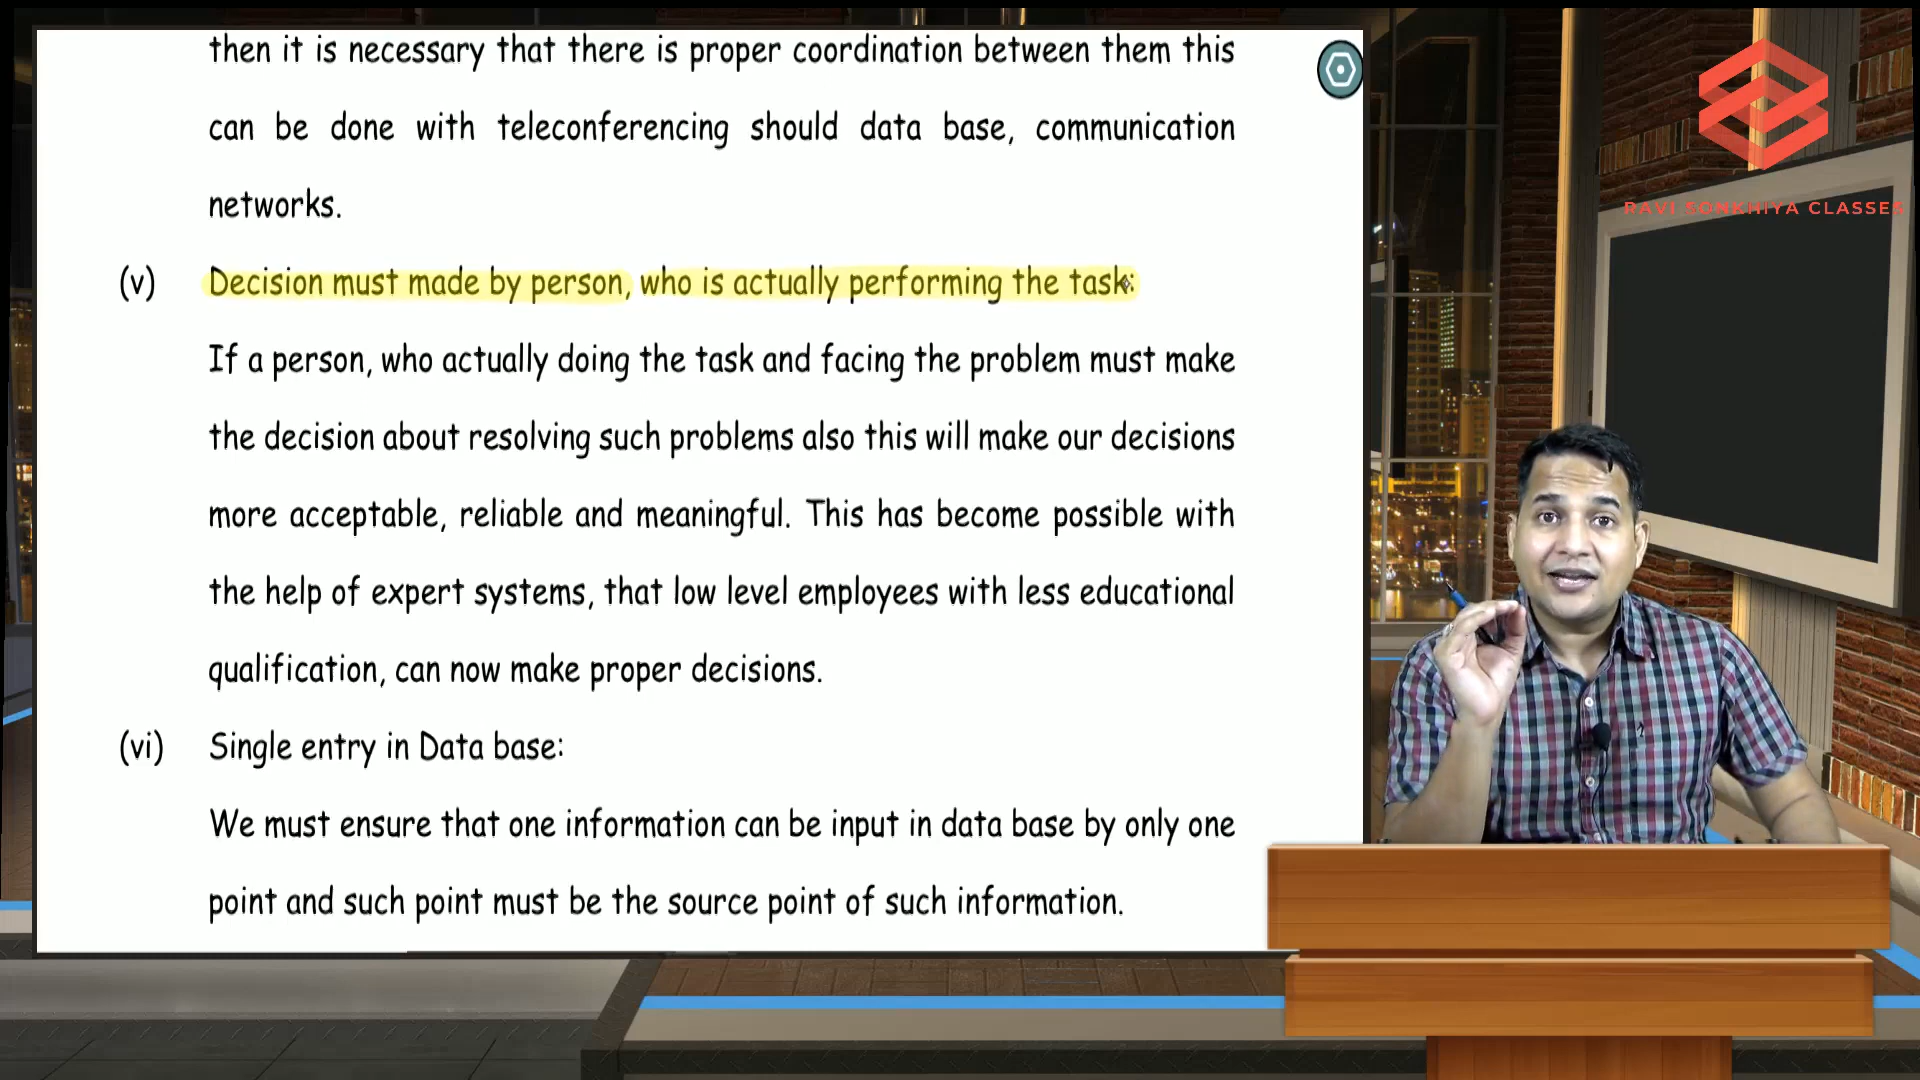 then it is necessary that there is proper coordination between them this
can be done with teleconferencing should data base, communication
networks.
(v) Decision must made by person, who is actually performing the task:
If a person, who actually doing the task and facing the problem must make
the decision about resolving such problems also this will make our decisions
more acceptable, reliable and meaningful. This has become possible with
the help of expert systems, that low level employees with less educational
qualification, can now make proper decisions.
(vi) Single entry in Data base:
We must ensure that one information can be input in data base by only one
point and such point must be the source point of such information.
RAVI SONKHIYA CLASSES